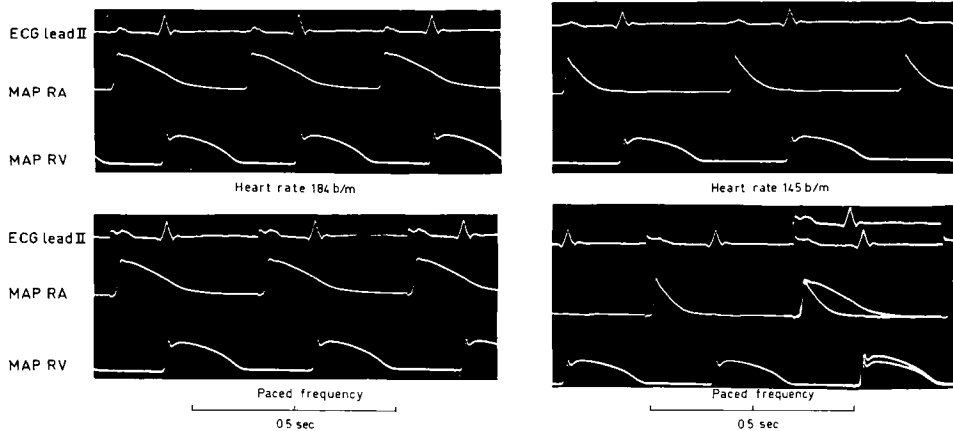 ECG lead II
MAP RA
MAP RV
Heart rate 184 b/m
Heart rate 145 b/m
ECG lead II
MAP RA
MAP RV
Paced frequency
Paced frequency
0.5 sec
0.5 sec